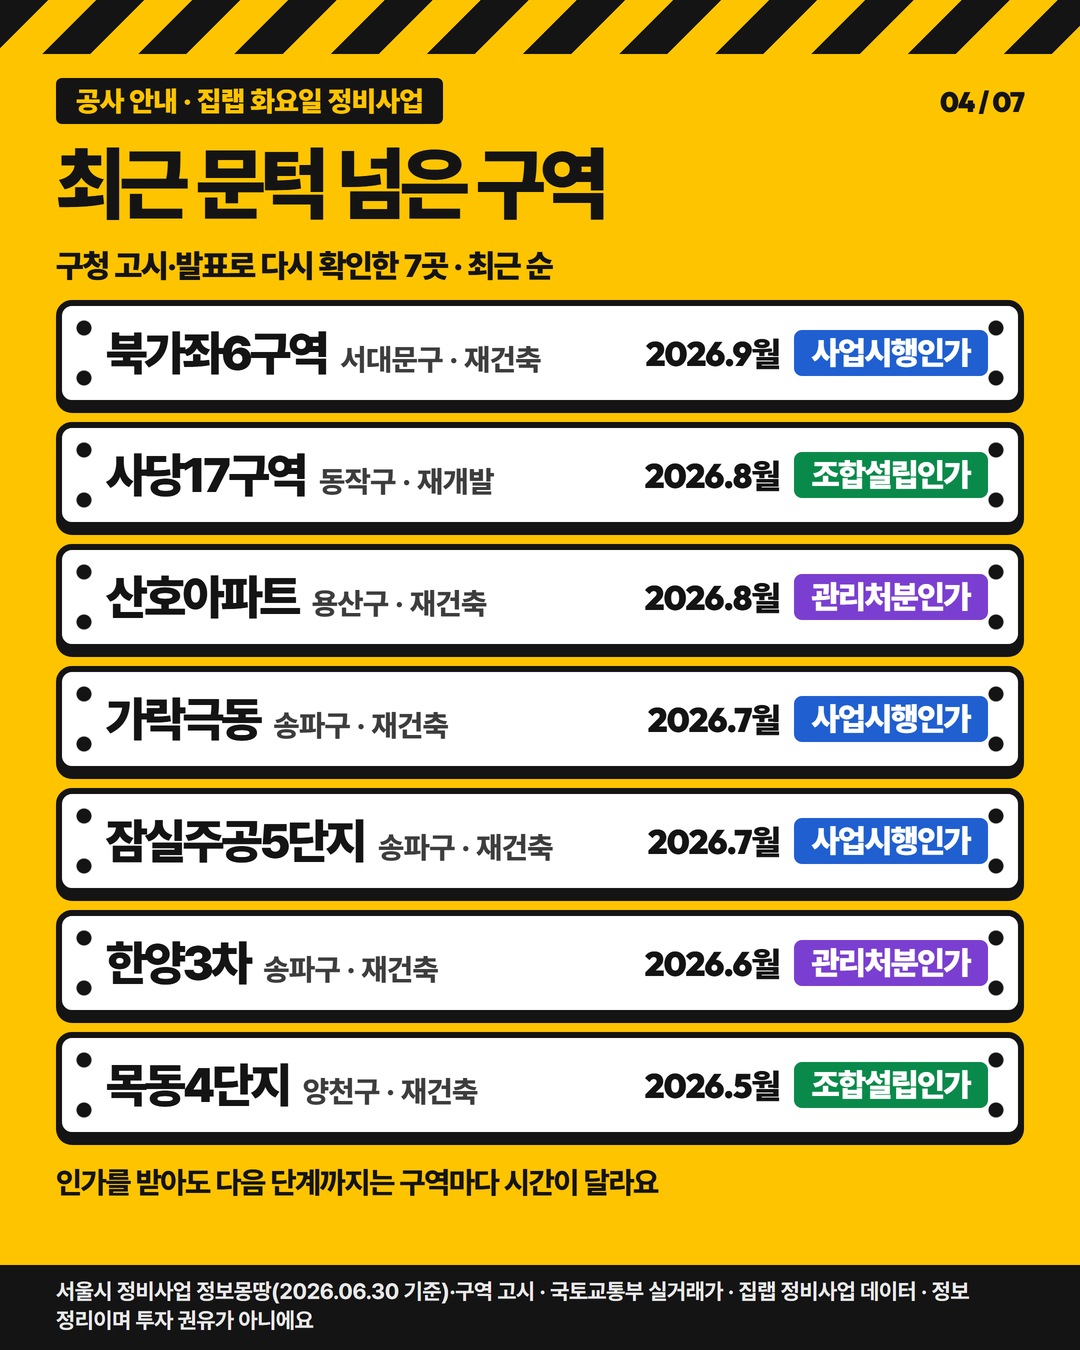 공사 안내 · 집랩 화요일 정비사업
04 / 07
최근 문턱 넘은 구역
구청 고시·발표로 다시 확인한 7곳 · 최근 순
북가좌6구역 서대문구 · 재건축 2026.9월 사업시행인가
사당17구역 동작구 · 재개발 2026.8월 조합설립인가
산호아파트 용산구 · 재건축 2026.8월 관리처분인가
가락극동 송파구 · 재건축 2026.7월 사업시행인가
잠실주공5단지 송파구 · 재건축 2026.7월 사업시행인가
한양3차 송파구 · 재건축 2026.6월 관리처분인가
목동4단지 양천구 · 재건축 2026.5월 조합설립인가
인가를 받아도 다음 단계까지는 구역마다 시간이 달라요
서울시 정비사업 정보몽땅(2026.06.30 기준)·구역 고시 · 국토교통부 실거래가 · 집랩 정비사업 데이터 · 정보
정리이며 투자 권유가 아니에요